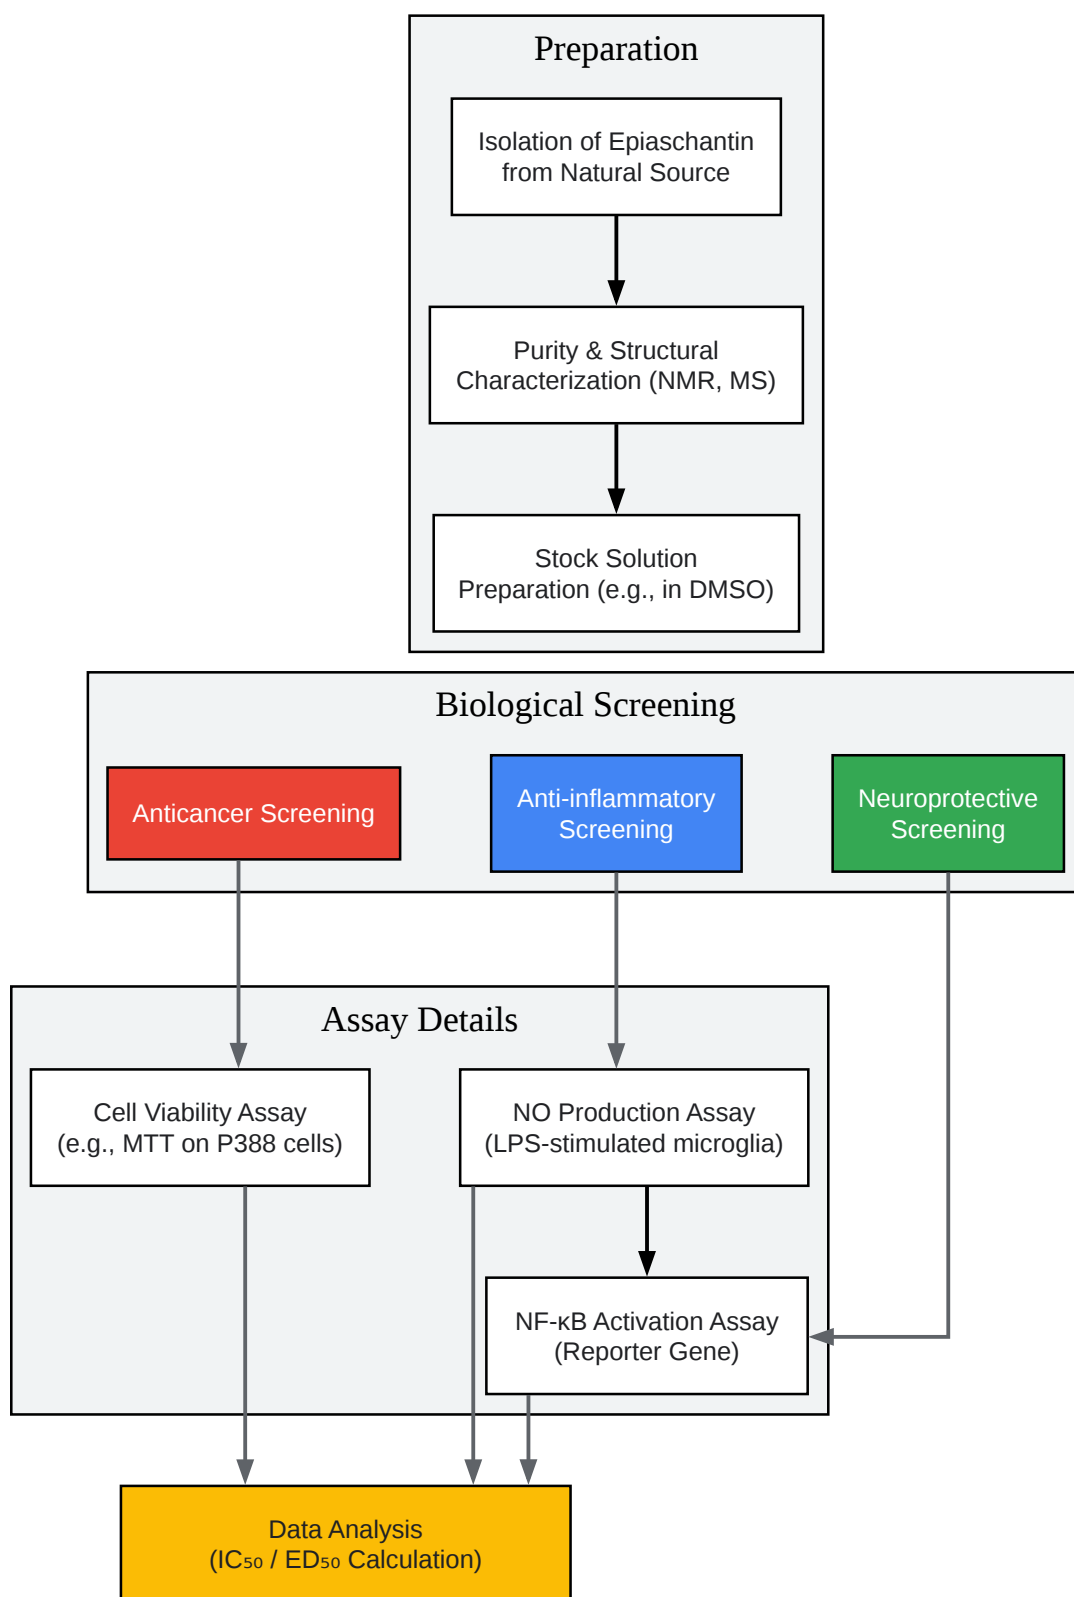 Preparation
Isolation of Epiaschantin
from Natural Source
Purity & Structural
Characterization (NMR, MS)
Stock Solution
Preparation (e.g., in DMSO)
Biological Screening
Anticancer Screening
Anti-inflammatory
Screening
Neuroprotective
Screening
Assay Details
Cell Viability Assay
(e.g., MTT on P388 cells)
NO Production Assay
(LPS-stimulated microglia)
NF-κB Activation Assay
(Reporter Gene)
Data Analysis
(IC₅₀ / ED₅₀ Calculation)